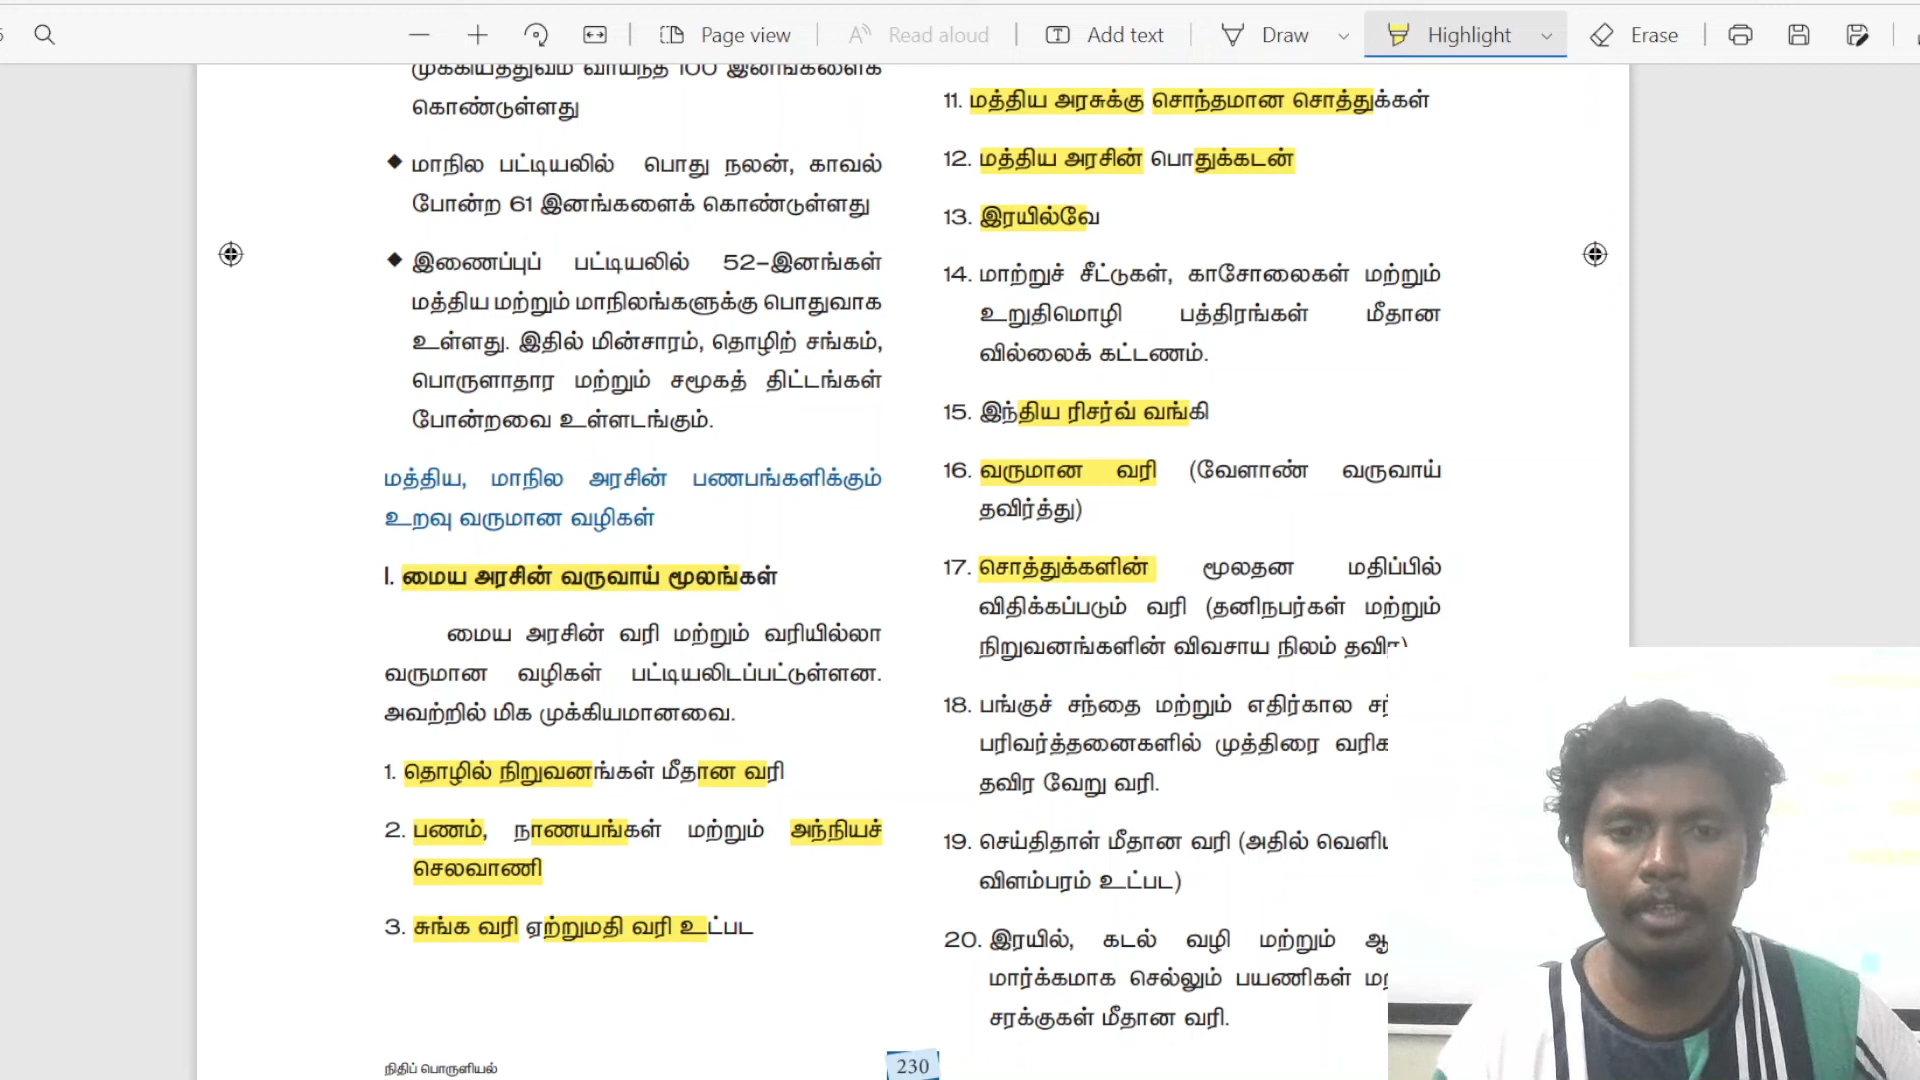 Page view
Read aloud
Add text
Draw
Highlight
Erase
முக்கியத்துவம் வாய்ந்த 100 இனங்களைக்
கொண்டுள்ளது
◆ மாநில பட்டியலில் பொது நலன், காவல்
போன்ற 61 இனங்களைக் கொண்டுள்ளது
◆ இணைப்புப் பட்டியலில் 52–இனங்கள்
மத்திய மற்றும் மாநிலங்களுக்கு பொதுவாக
உள்ளது. இதில் மின்சாரம், தொழிற் சங்கம்,
பொருளாதார மற்றும் சமூகத் திட்டங்கள்
போன்றவை உள்ளடங்கும்.
மத்திய, மாநில அரசின் பணபங்களிக்கும்
உறவு வருமான வழிகள்
I. மைய அரசின் வருவாய் மூலங்கள்
மைய அரசின் வரி மற்றும் வரியில்லா
வருமான வழிகள் பட்டியலிடப்பட்டுள்ளன.
அவற்றில் மிக முக்கியமானவை.
1. தொழில் நிறுவனங்கள் மீதான வரி
2. பணம், நாணயங்கள் மற்றும் அந்நியச்
செலவாணி
3. சுங்க வரி ஏற்றுமதி வரி உட்பட
நிதிப் பொருளியல்
230
11. மத்திய அரசுக்கு சொந்தமான சொத்துக்கள்
12. மத்திய அரசின் பொதுக்கடன்
13. இரயில்வே
14. மாற்றுச் சீட்டுகள், காசோலைகள் மற்றும்
உறுதிமொழி பத்திரங்கள் மீதான
வில்லைக் கட்டணம்.
15. இந்திய ரிசர்வ் வங்கி
16. வருமான வரி (வேளாண் வருவாய்
தவிர்த்து)
17. சொத்துக்களின் மூலதன மதிப்பில்
விதிக்கப்படும் வரி (தனிநபர்கள் மற்றும்
நிறுவனங்களின் விவசாய நிலம் தவிர)
18. பங்குச் சந்தை மற்றும் எதிர்கால
பரிவர்த்தனைகளில் முத்திரை
தவிர வேறு வரி.
19. செய்திதாள் மீதான வரி (அதில்
விளம்பரம் உட்பட)
20. இரயில், கடல் வழி மற்றும்
மார்க்கமாக செல்லும் பயணிகள்
சரக்குகள் மீதான வரி.